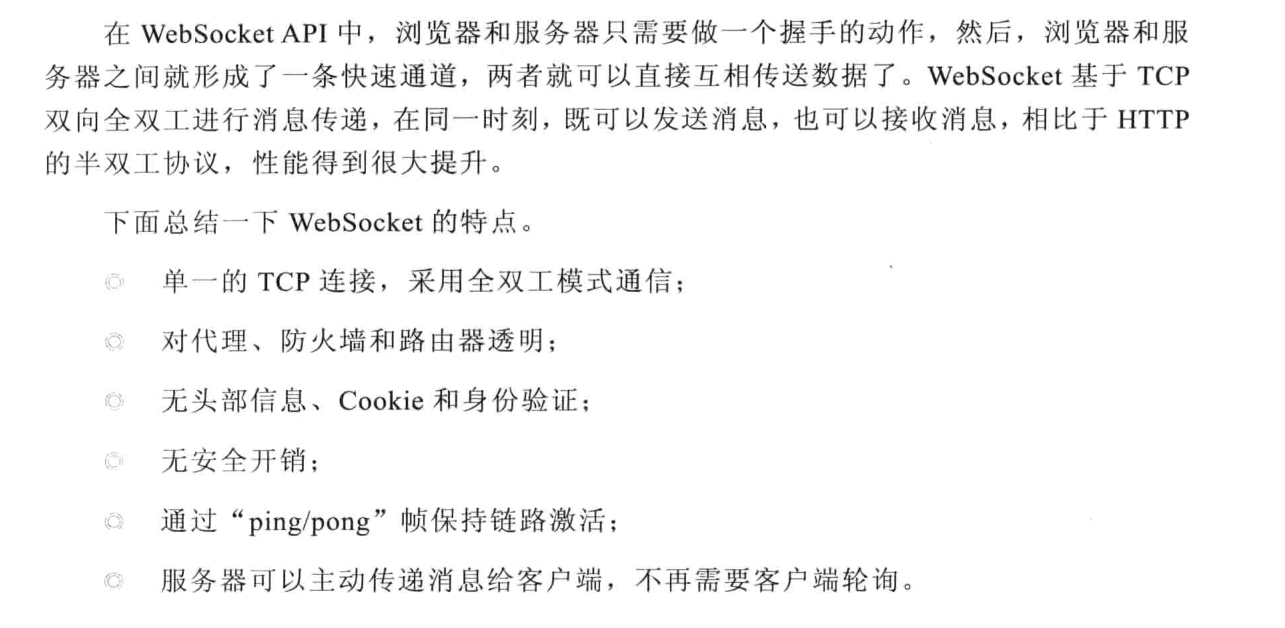 在 WebSocket API 中，浏览器和服务器只需要做一个握手的动作，然后，浏览器和服
务器之间就形成了一条快速通道，两者就可以直接互相传送数据了。WebSocket 基于 TCP
双向全双工进行消息传递，在同一时刻，既可以发送消息，也可以接收消息，相比于 HTTP
的半双工协议，性能得到很大提升。
下面总结一下 WebSocket 的特点。
单一的 TCP 连接，采用全双工模式通信；
对代理、防火墙和路由器透明；
无头部信息、Cookie 和身份验证；
无安全开销；
通过“ping/pong”帧保持链路激活；
服务器可以主动传递消息给客户端，不再需要客户端轮询。